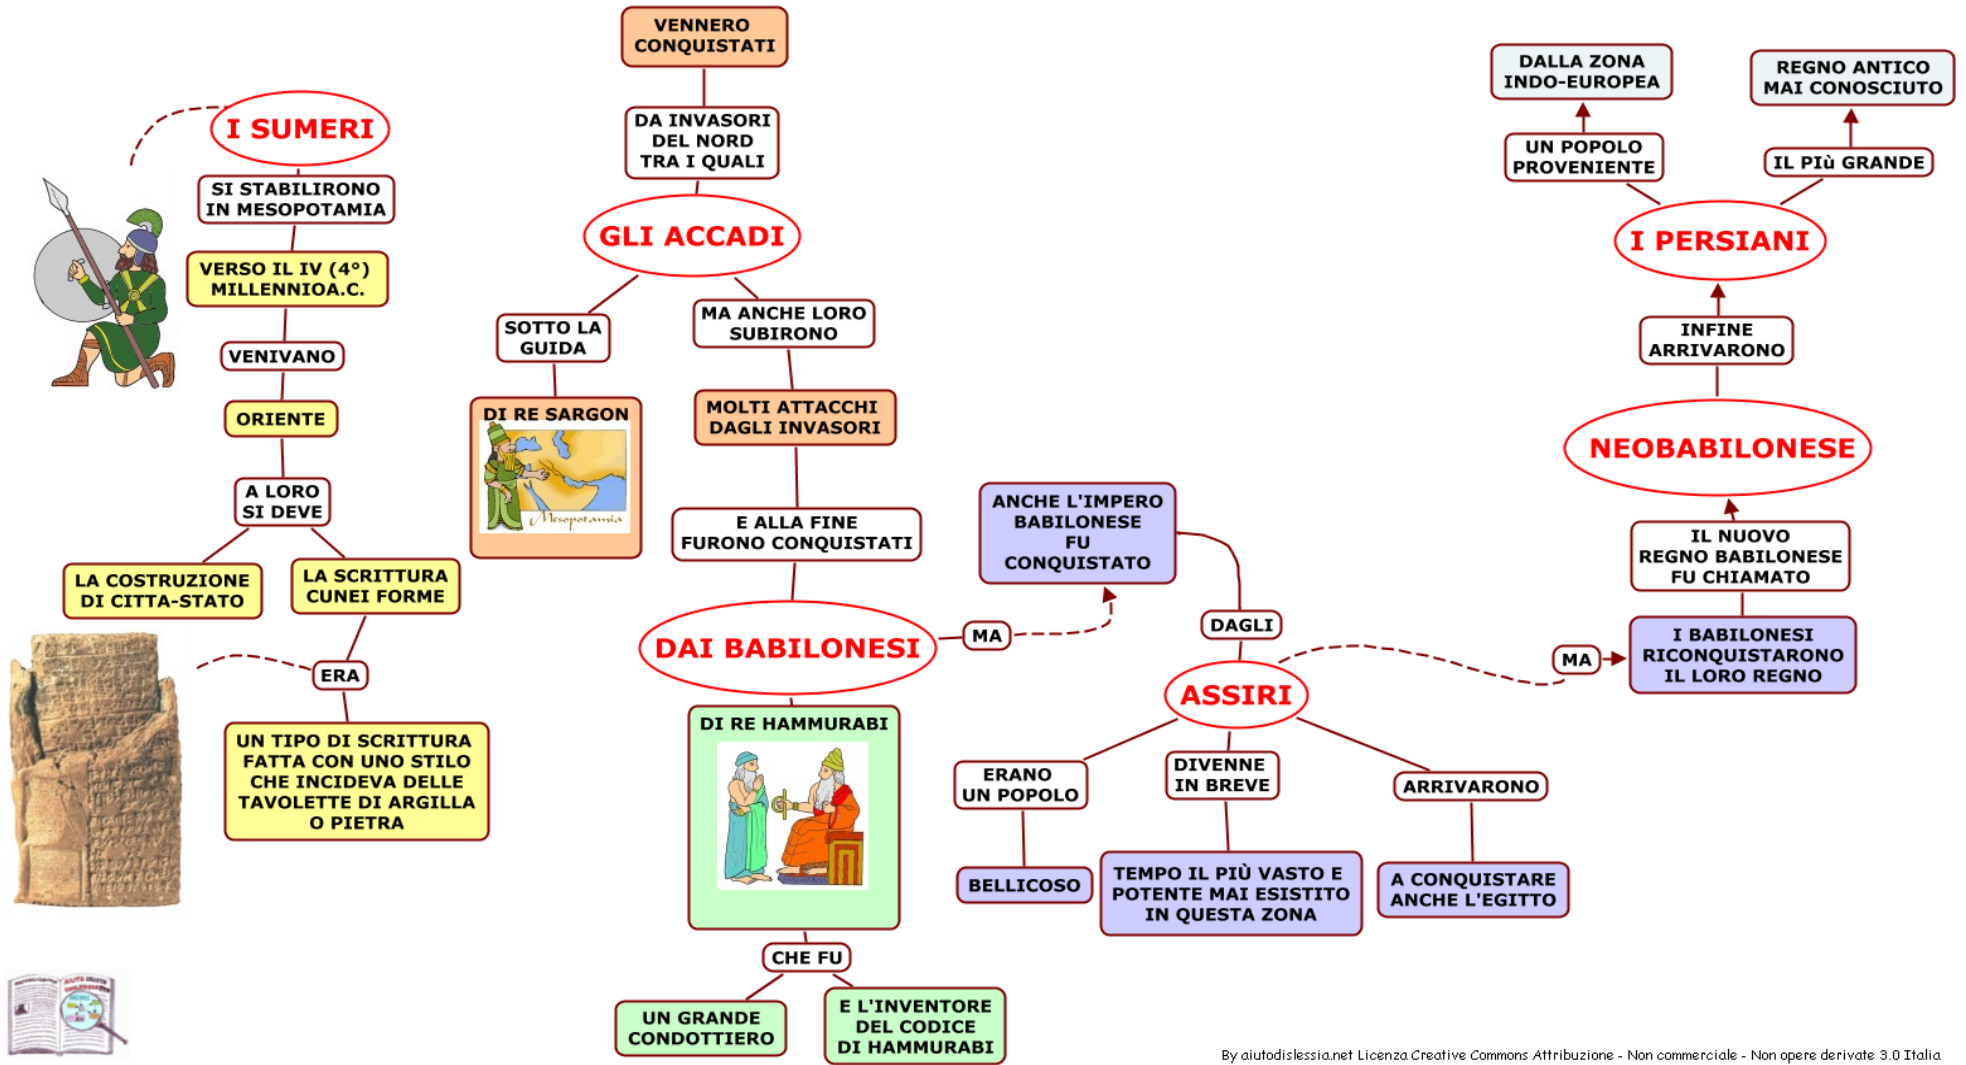 I SUMERI
SI STABILIRONO
IN MESOPOTAMIA
VERSO IL IV (4°)
MILLENNIOA.C.
VENIVANO
ORIENTE
A LORO
SI DEVE
LA COSTRUZIONE
DI CITTA-STATO
LA SCRITTURA
CUNEI FORME
ERA
UN TIPO DI SCRITTURA
FATTA CON UNO STILO
CHE INCIDEVA DELLE
TAVOLETTE DI ARGILLA
O PIETRA
VENNERO
CONQUISTATI
DA INVASORI
DEL NORD
TRA I QUALI
GLI ACCADI
SOTTO LA
GUIDA
DI RE SARGON
Mesopotamia
MA ANCHE LORO
SUBIRONO
MOLTI ATTACCHI
DAGLI INVASORI
E ALLA FINE
FURONO CONQUISTATI
DAI BABILONESI
DI RE HAMMURABI
CHE FU
UN GRANDE
CONDOTTIERO
E L'INVENTORE
DEL CODICE
DI HAMMURABI
MA
ANCHE L'IMPERO
BABILONESE
FU
CONQUISTATO
DAGLI
ASSIRI
ERANO
UN POPOLO
BELLICOSO
DIVENNE
IN BREVE
TEMPO IL PIÙ VASTO E
POTENTE MAI ESISTITO
IN QUESTA ZONA
ARRIVARONO
A CONQUISTARE
ANCHE L'EGITTO
MA
I BABILONESI
RICONQUISTARONO
IL LORO REGNO
IL NUOVO
REGNO BABILONESE
FU CHIAMATO
NEOBABILONESE
INFINE
ARRIVARONO
I PERSIANI
UN POPOLO
PROVENIENTE
DALLA ZONA
INDO-EUROPEA
IL PIù GRANDE
REGNO ANTICO
MAI CONOSCIUTO
By aiutodislessia.net Licenza Creative Commons Attribuzione - Non commerciale - Non opere derivate 3.0 Italia